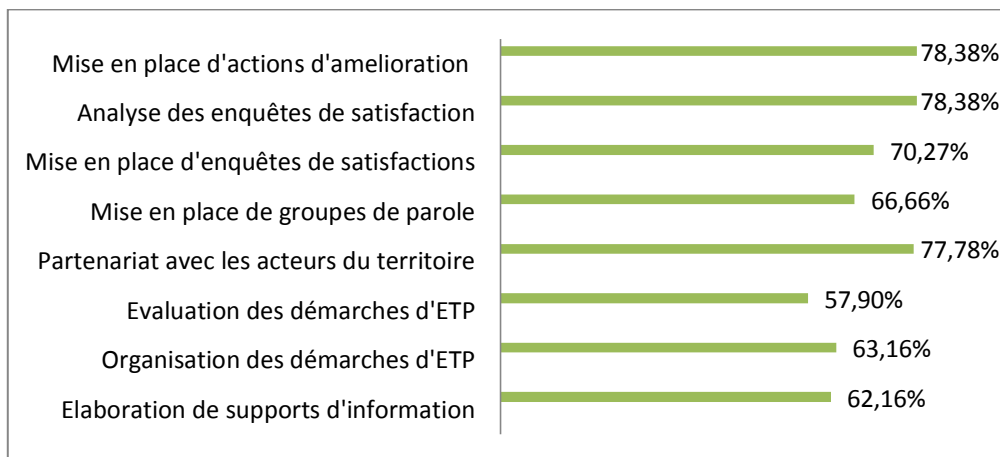 Mise en place d'actions d'amelioration 78,38%
Analyse des enquêtes de satisfaction 78,38%
Mise en place d'enquêtes de satisfactions 70,27%
Mise en place de groupes de parole 66,66%
Partenariat avec les acteurs du territoire 77,78%
Evaluation des démarches d'ETP 57,90%
Organisation des démarches d'ETP 63,16%
Elaboration de supports d'information 62,16%